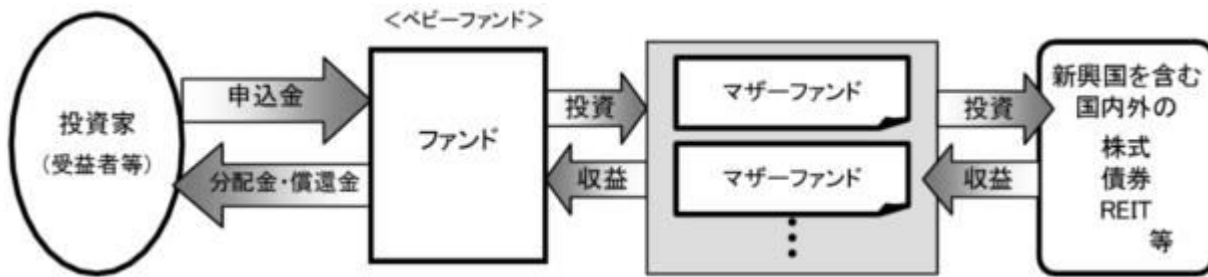 ＜ベビーファンド＞
投資家
(受益者等)
申込金
分配金・償還金
ファンド
投資
収益
マザーファンド
マザーファンド
投資
収益
新興国を含む
国内外の
株式
債券
REIT
等